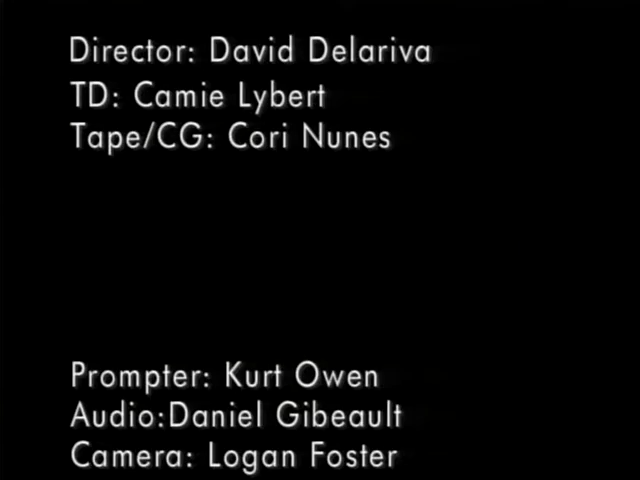 Director: David Delariva
TD: Camie Lybert
Tape/CG: Cori Nunes
Prompter: Kurt Owen
Audio:Daniel Gibeault
Camera: Logan Foster